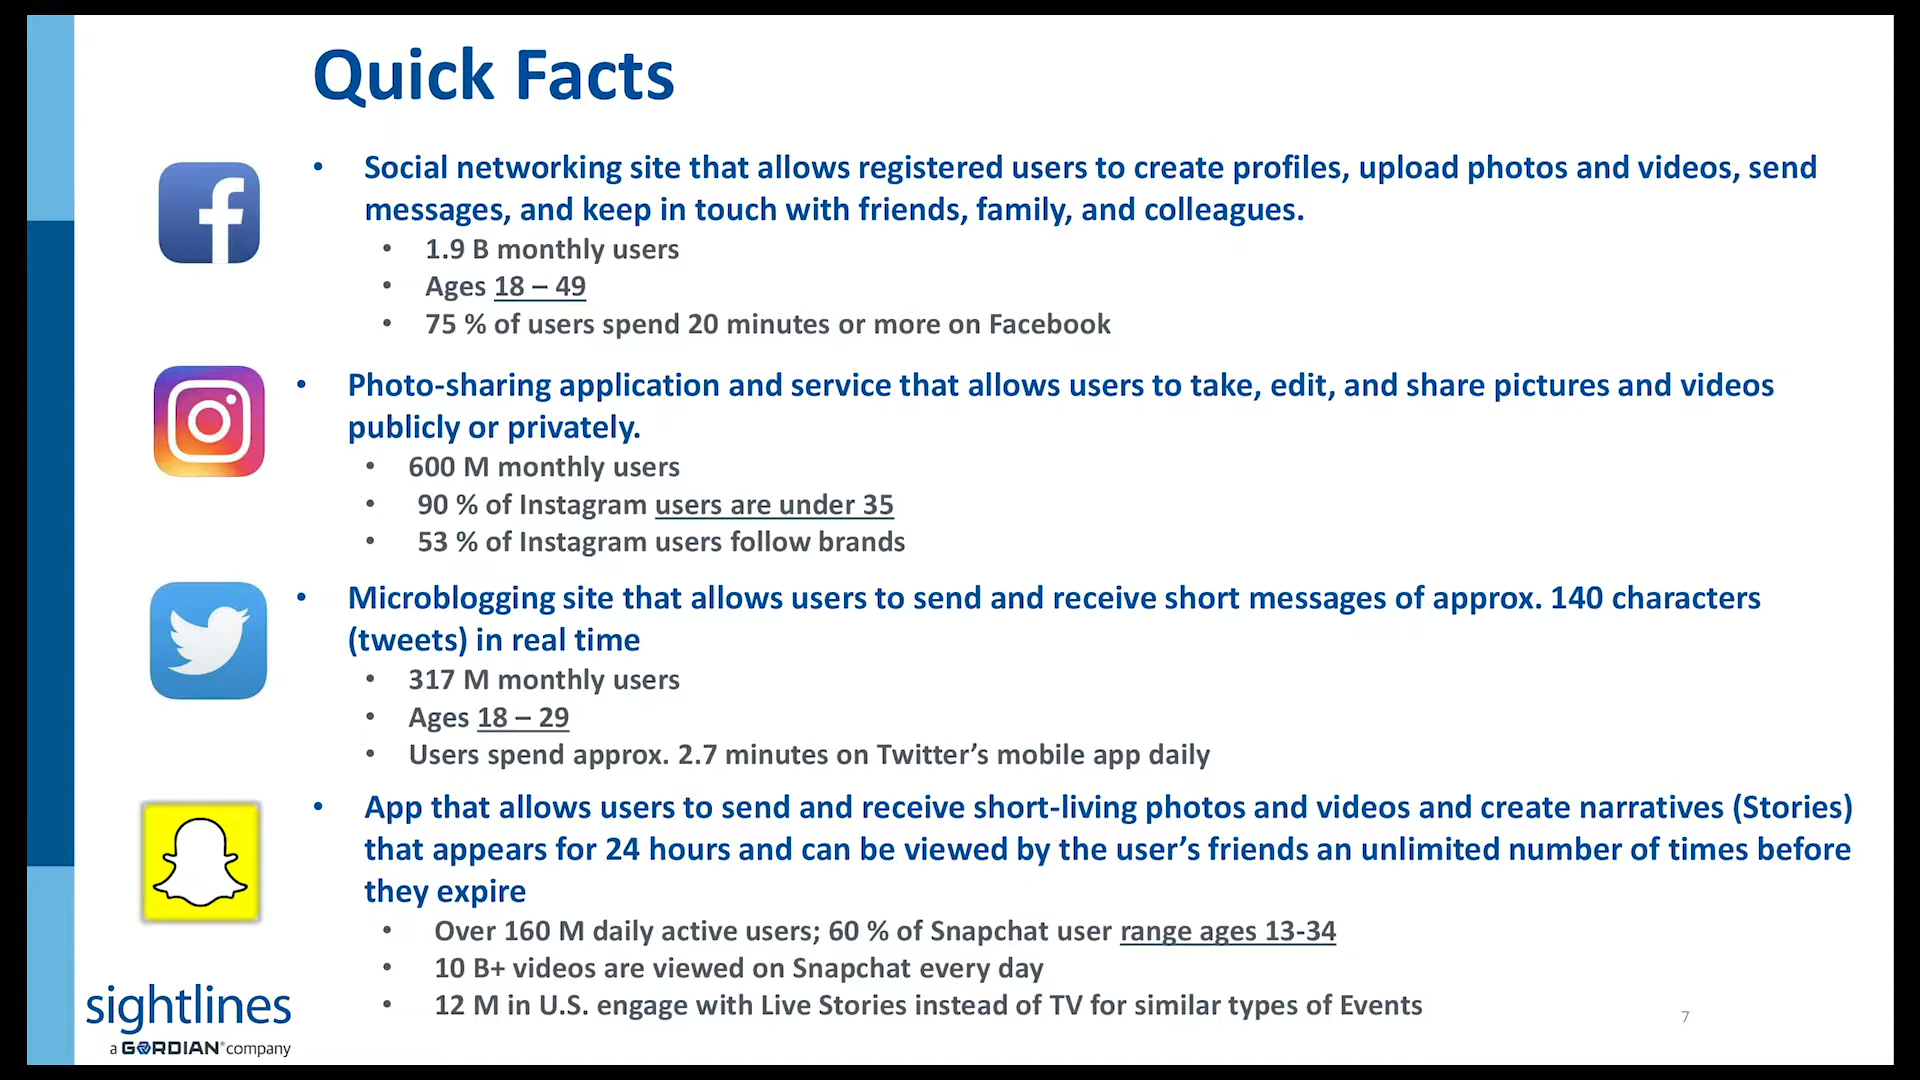 Quick Facts
• Social networking site that allows registered users to create profiles, upload photos and videos, send
messages, and keep in touch with friends, family, and colleagues.
• 1.9 B monthly users
• Ages 18 – 49
• 75 % of users spend 20 minutes or more on Facebook
• Photo-sharing application and service that allows users to take, edit, and share pictures and videos
publicly or privately.
• 600 M monthly users
• 90 % of Instagram users are under 35
• 53 % of Instagram users follow brands
• Microblogging site that allows users to send and receive short messages of approx. 140 characters
(tweets) in real time
• 317 M monthly users
• Ages 18 – 29
• Users spend approx. 2.7 minutes on Twitter’s mobile app daily
• App that allows users to send and receive short-living photos and videos and create narratives (Stories)
that appears for 24 hours and can be viewed by the user’s friends an unlimited number of times before
they expire
• Over 160 M daily active users; 60 % of Snapchat user range ages 13-34
• 10 B+ videos are viewed on Snapchat every day
• 12 M in U.S. engage with Live Stories instead of TV for similar types of Events
sightlines
a GORDIAN® company
7